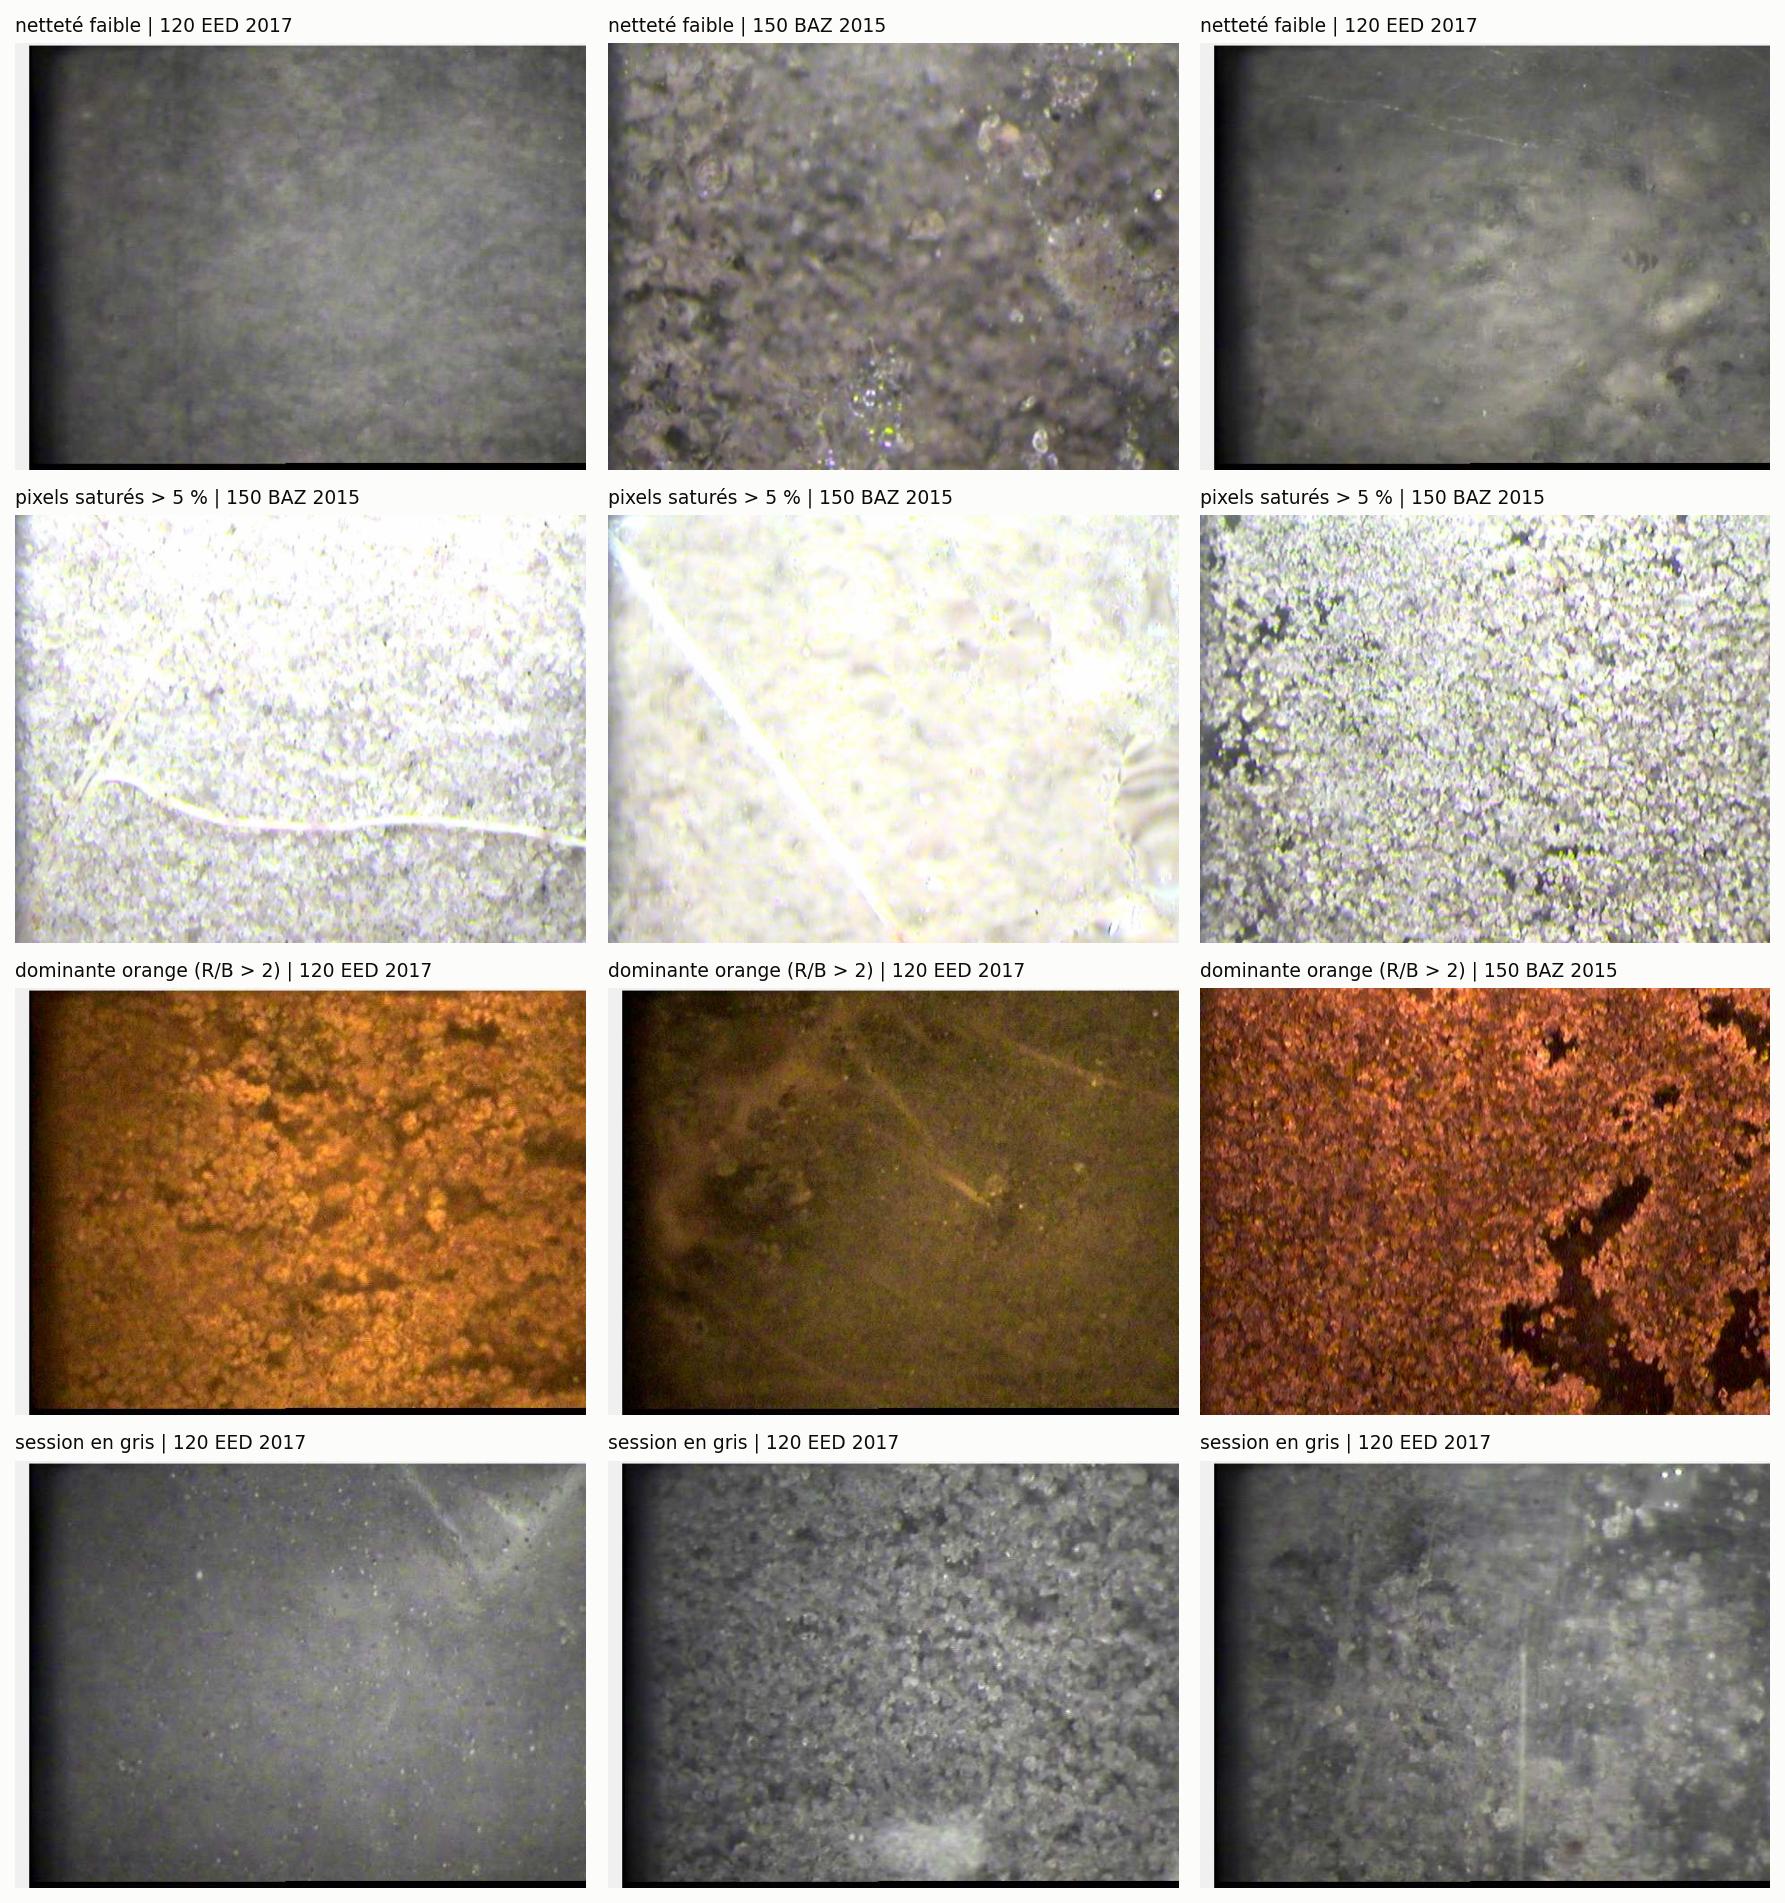 netteté faible | 120 EED 2017
netteté faible | 150 BAZ 2015
netteté faible | 120 EED 2017
pixels saturés > 5 % | 150 BAZ 2015
pixels saturés > 5 % | 150 BAZ 2015
pixels saturés > 5 % | 150 BAZ 2015
dominante orange (R/B > 2) | 120 EED 2017
dominante orange (R/B > 2) | 120 EED 2017
dominante orange (R/B > 2) | 150 BAZ 2015
session en gris | 120 EED 2017
session en gris | 120 EED 2017
session en gris | 120 EED 2017